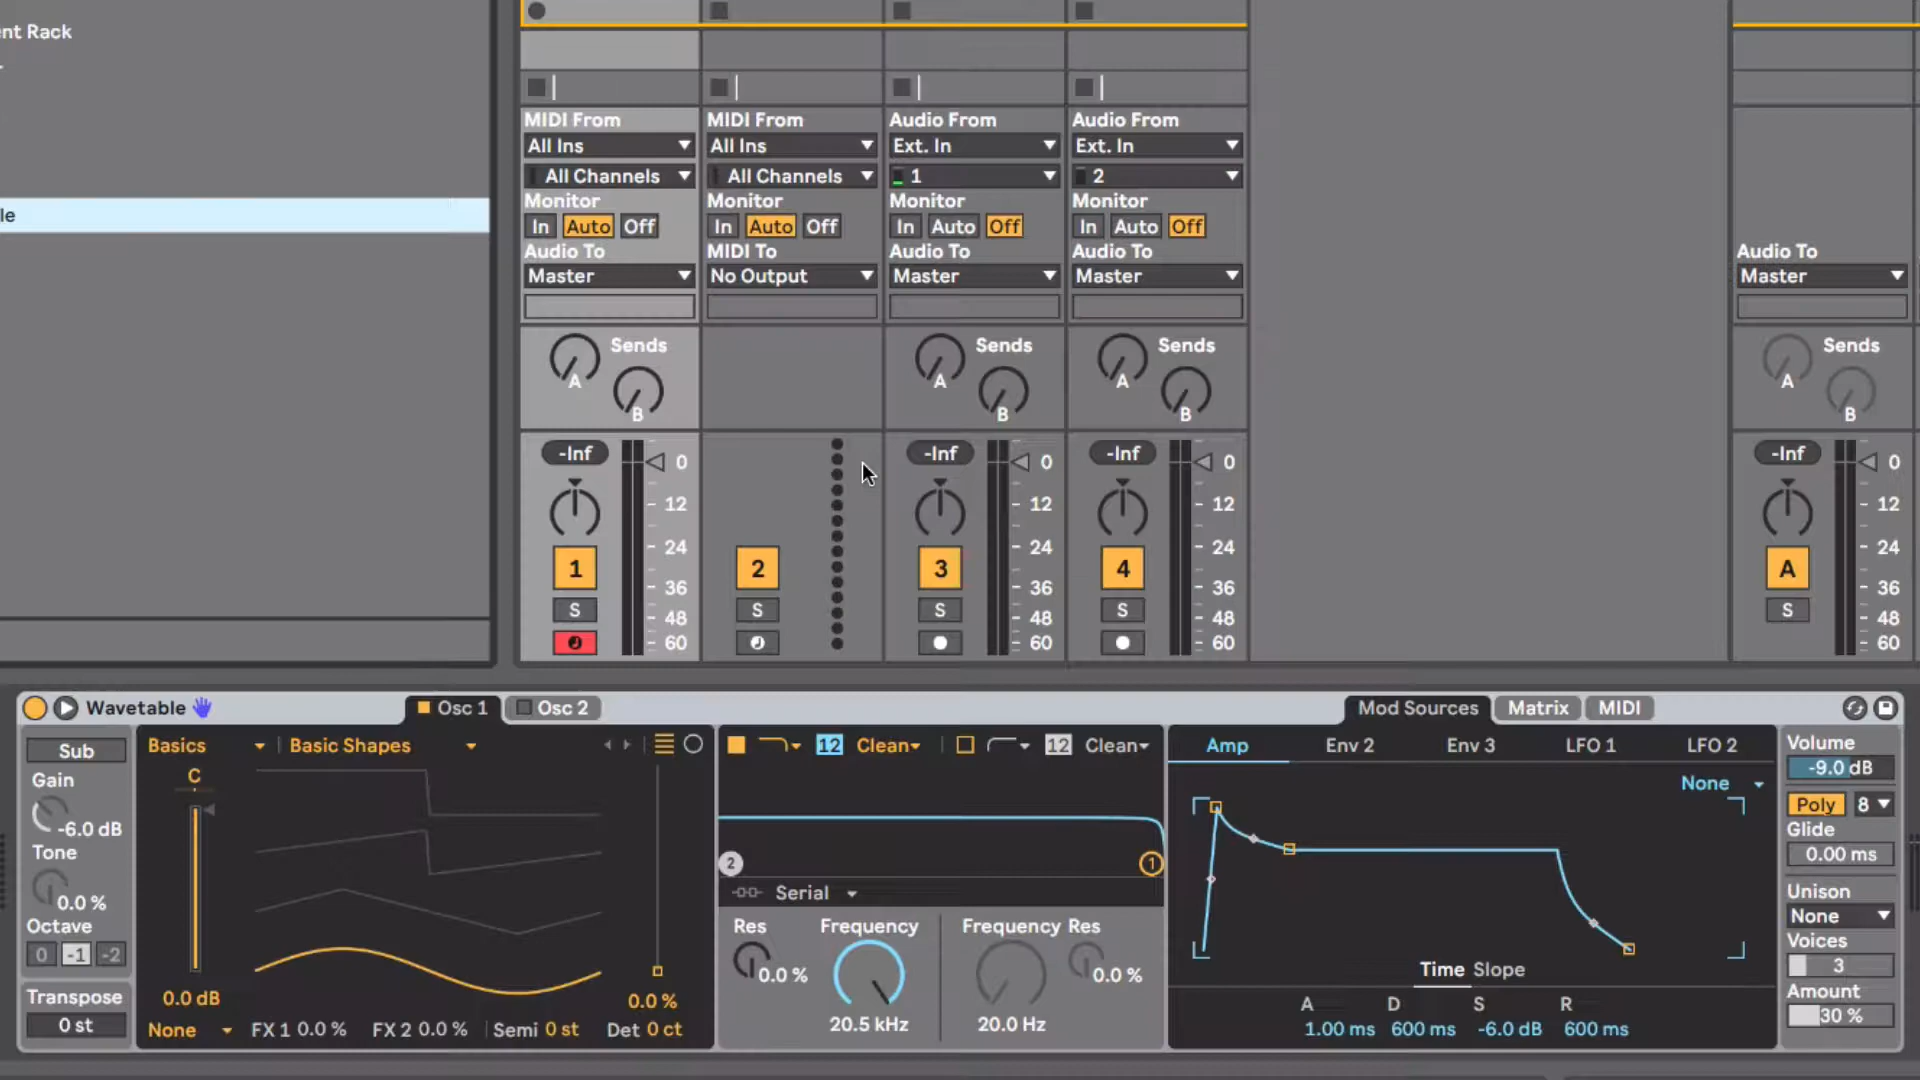 nt Rack
le
MIDI From MIDI From Audio From Audio From
All Ins All Ins Ext. In Ext. In
All Channels All Channels 1 2
Monitor Monitor Monitor Monitor
In Auto Off In Auto Off In Auto Off In Auto Off
Audio To MIDI To Audio To Audio To Audio To
Master No Output Master Master Master
Sends Sends Sends Sends
A A A A
B B B B
-Inf 0 -Inf 0 -Inf 0 -Inf 0
12 12 12 12
24 24 24 24
1 2 3 4 A
36 36 36 36
S S S S S
48 48 48 48
60 60 60 60
Wavetable Osc 1 Osc 2 Mod Sources Matrix MIDI
Sub Basics Basic Shapes 12 Clean 12 Clean Amp Env 2 Env 3 LFO 1 LFO 2 Volume
-9.0 dB
Gain C None
-6.0 dB Poly 8
Tone Glide
0.0 % 2 1 0.00 ms
Serial Unison
Octave Res Frequency Frequency Res None
0 -1 -2 Voices
0.0 % 0.0 % Time Slope 3
Transpose 0.0 dB 0.0 % A D S R Amount
0 st None FX 1 0.0 % FX 2 0.0 % Semi 0 st Det 0 ct 20.5 kHz 20.0 Hz 1.00 ms 600 ms -6.0 dB 600 ms 30 %